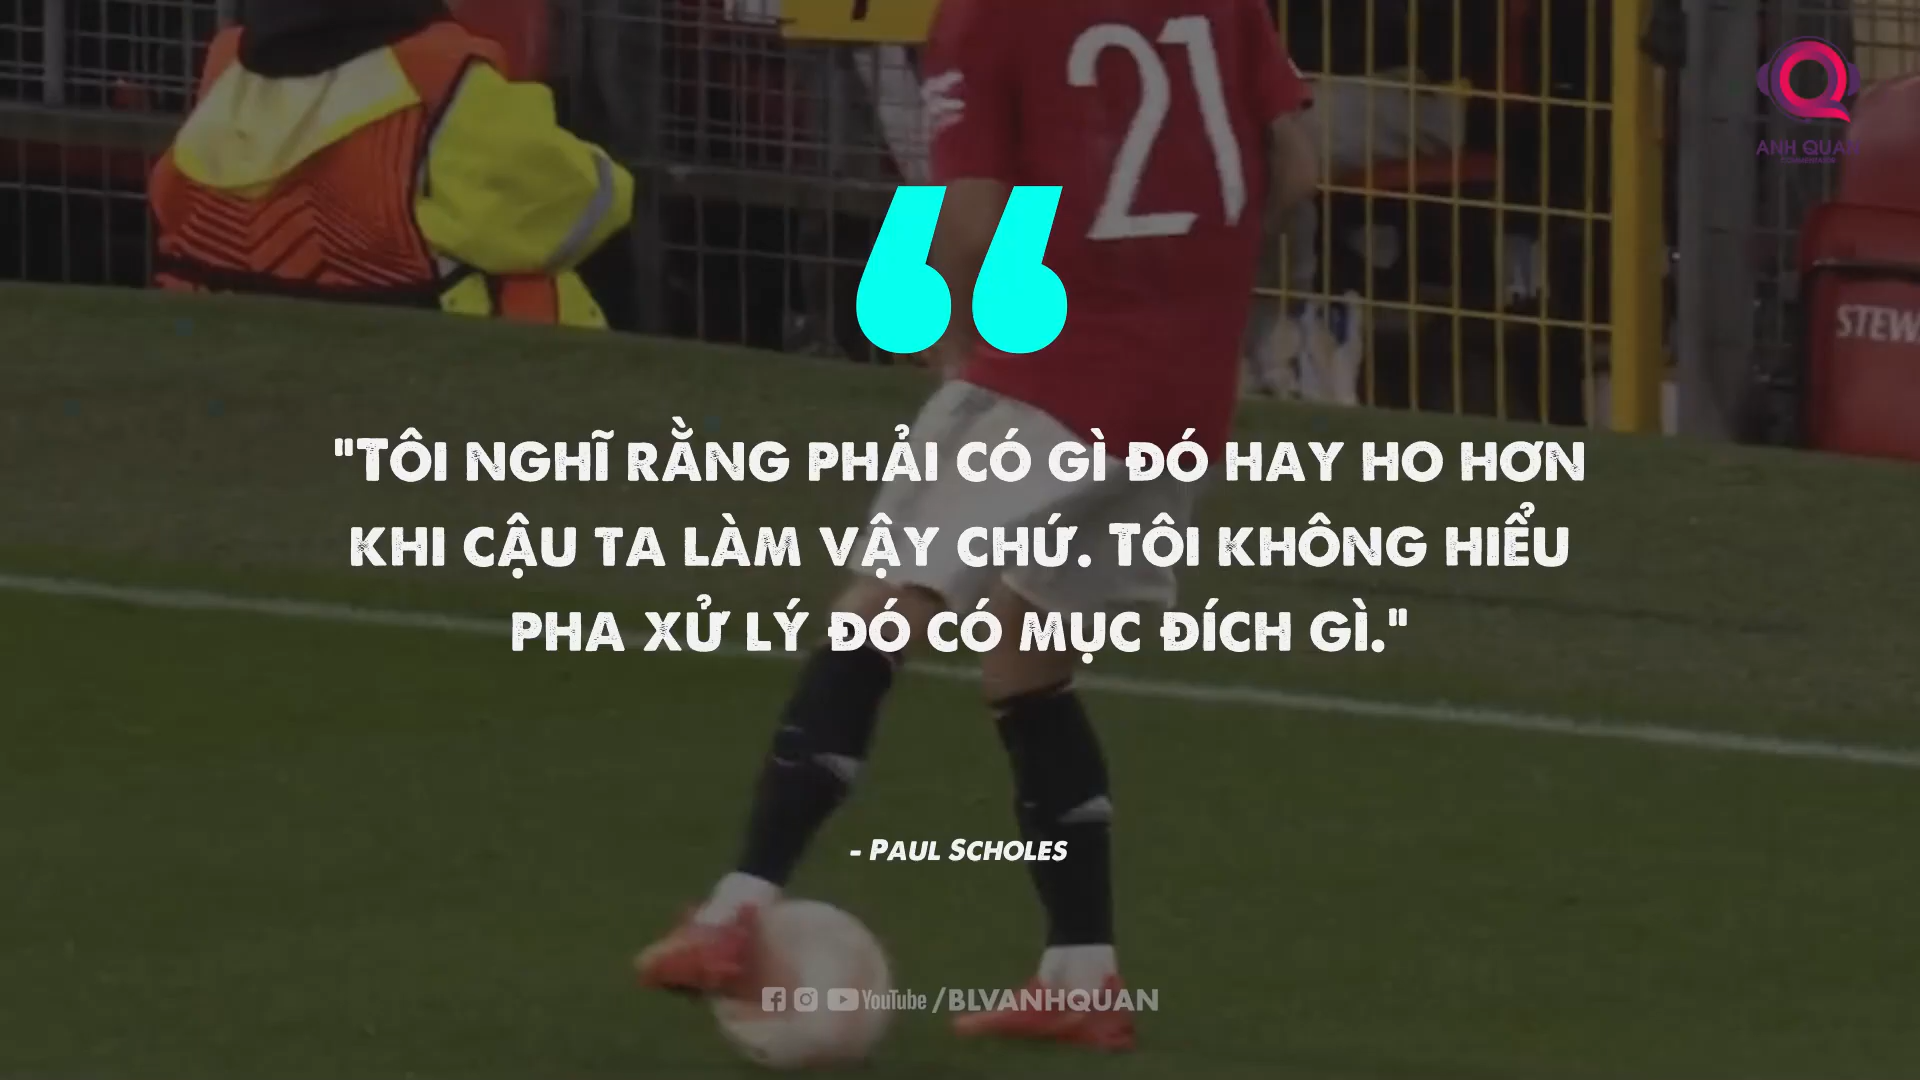 21
ANH QUAN
STEW
"TÔI NGHĨ RẰNG PHẢI CÓ GÌ ĐÓ HAY HO HƠN
KHI CẬU TA LÀM VẬY CHỨ. TÔI KHÔNG HIỂU
PHA XỬ LÝ ĐÓ CÓ MỤC ĐÍCH GÌ."
- PAUL SCHOLES
YouTube /BLVANHQUAN